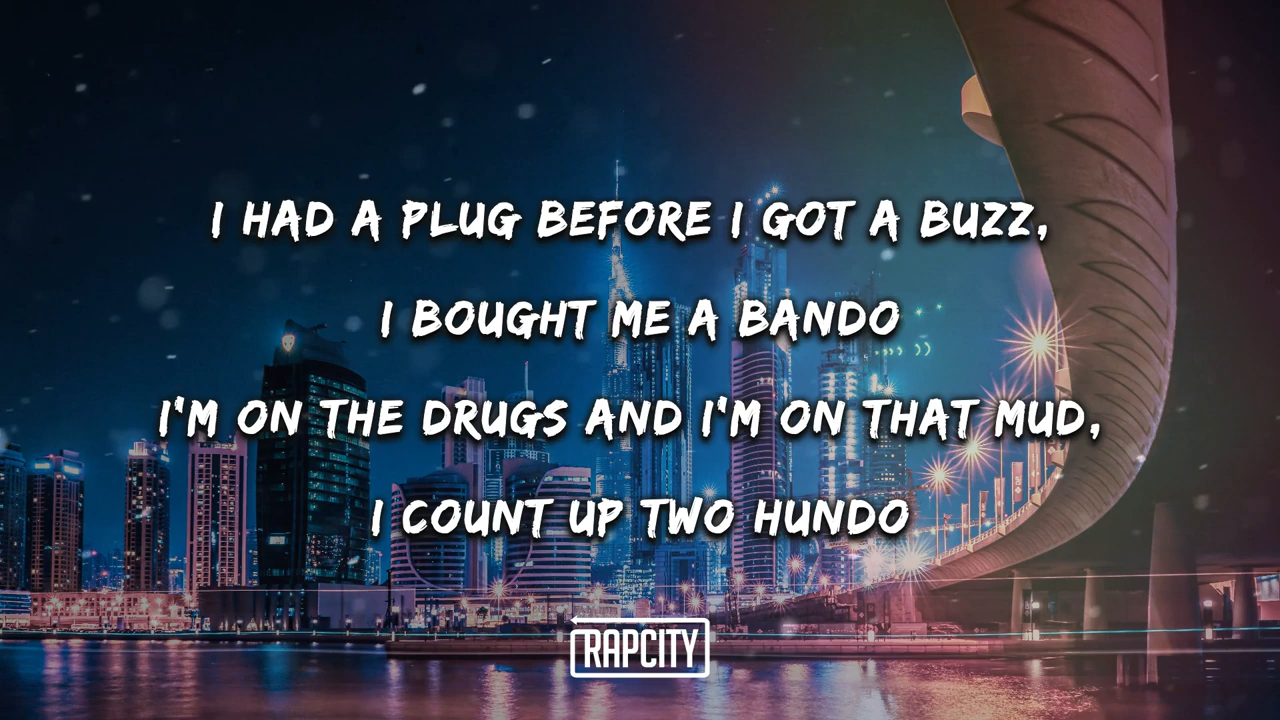 I HAD A PLUG BEFORE I GOT A BUZZ,
I BOUGHT ME A BANDO
I'M ON THE DRUGS AND I'M ON THAT MUD,
I COUNT UP TWO HUNDO
RAPCITY